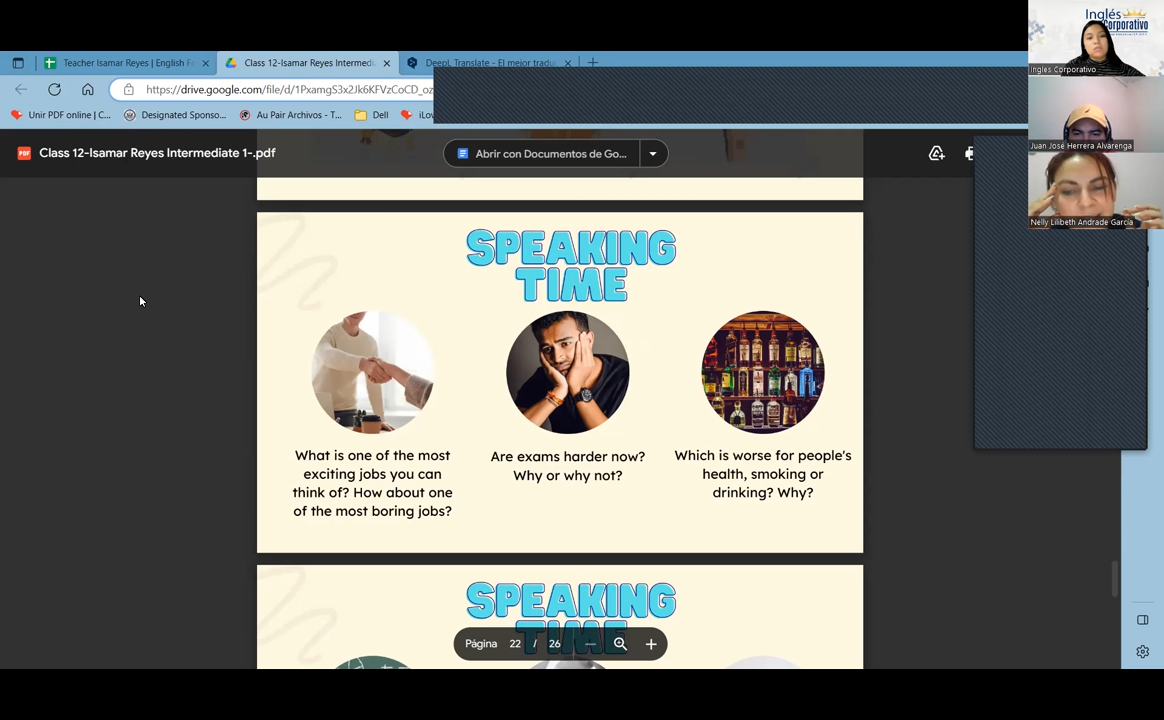 Inglés
Corporativo
Ingles Corporativo
Teacher Isamar Reyes | English F
Class 12-Isamar Reyes Intermedi
DeepL Translate - El mejor tradu
https://drive.google.com/file/d/1PxamgS3x2Jk6KFVzCoCD_oz
Unir PDF online | C...
Designated Sponso...
Au Pair Archivos - T...
Dell
iLov
Class 12-Isamar Reyes Intermediate 1-.pdf
Abrir con Documentos de Go...
Juan José Herrera Alvarenga
Nelly Lilibeth Andrade García
SPEAKING
TIME
What is one of the most
exciting jobs you can
think of? How about one
of the most boring jobs?
Are exams harder now?
Why or why not?
Which is worse for people's
health, smoking or
drinking? Why?
SPEAKING
TIME
Página 22 / 26